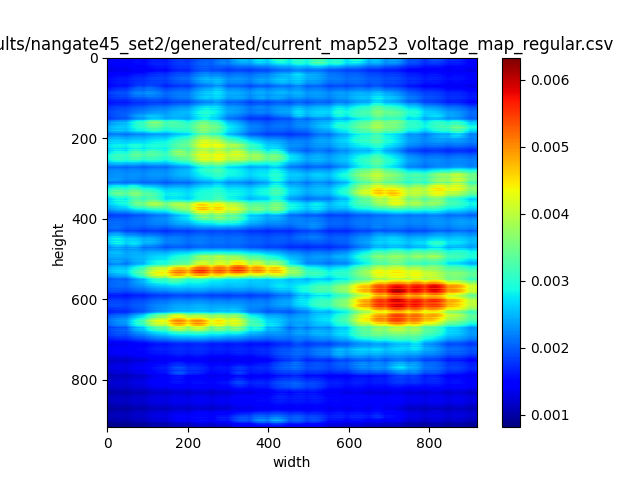 ults/nangate45_set2/generated/current_map523_voltage_map_regular.csv
0
200
400
600
800
height
0 200 400 600 800
width
0.006
0.005
0.004
0.003
0.002
0.001